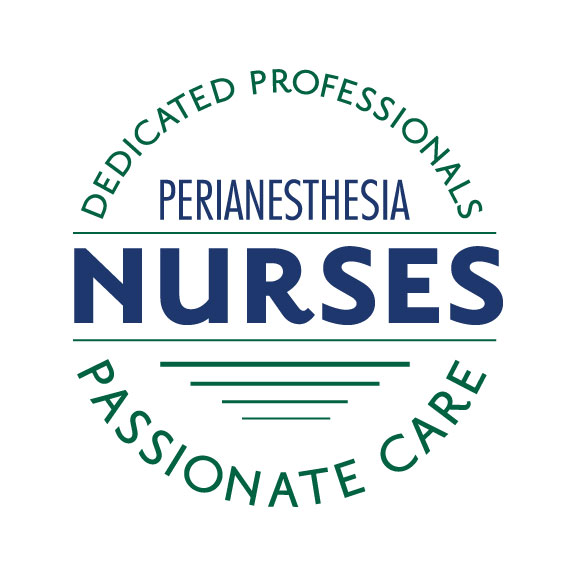 DEDICATED PROFESSIONALS
PERIANESTHESIA
NURSES
PASSIONATE CARE